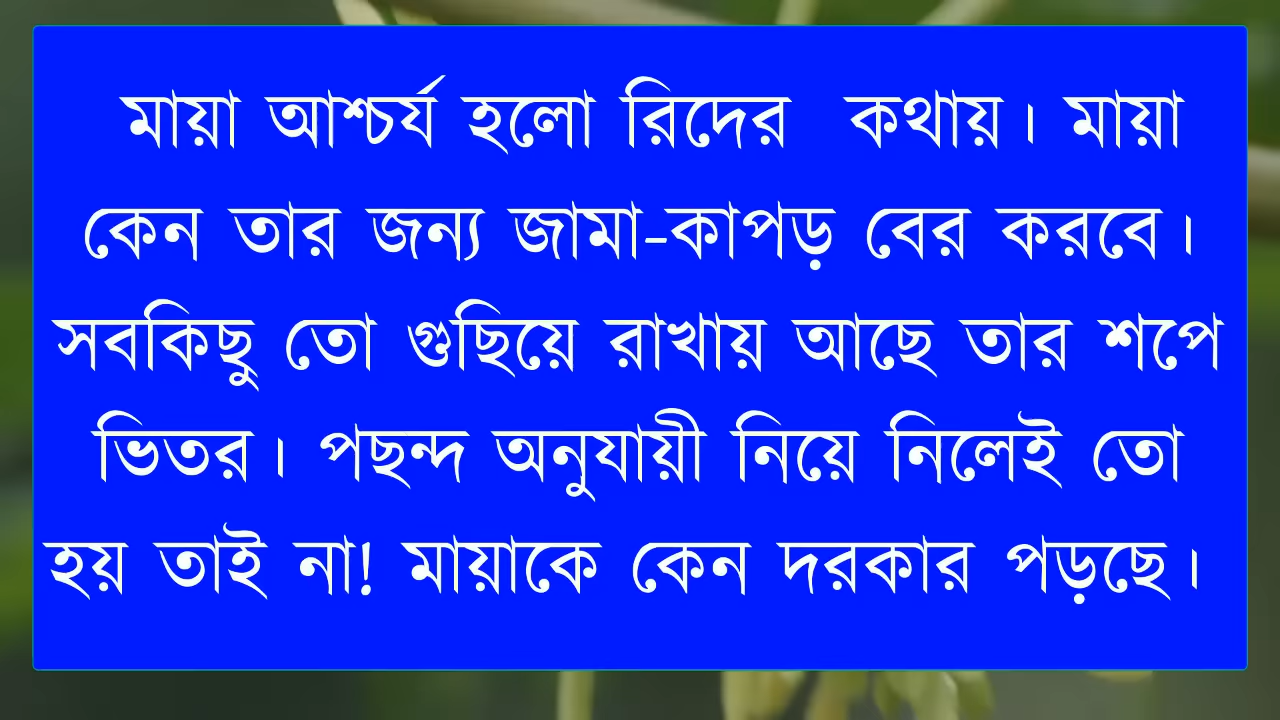 মায়া আশ্চর্য হলো রিদের কথায়। মায়া
কেন তার জন্য জামা-কাপড় বের করবে।
সবকিছু তো গুছিয়ে রাখায় আছে তার শপে
ভিতর। পছন্দ অনুযায়ী নিয়ে নিলেই তো
হয় তাই না! মায়াকে কেন দরকার পড়ছে।